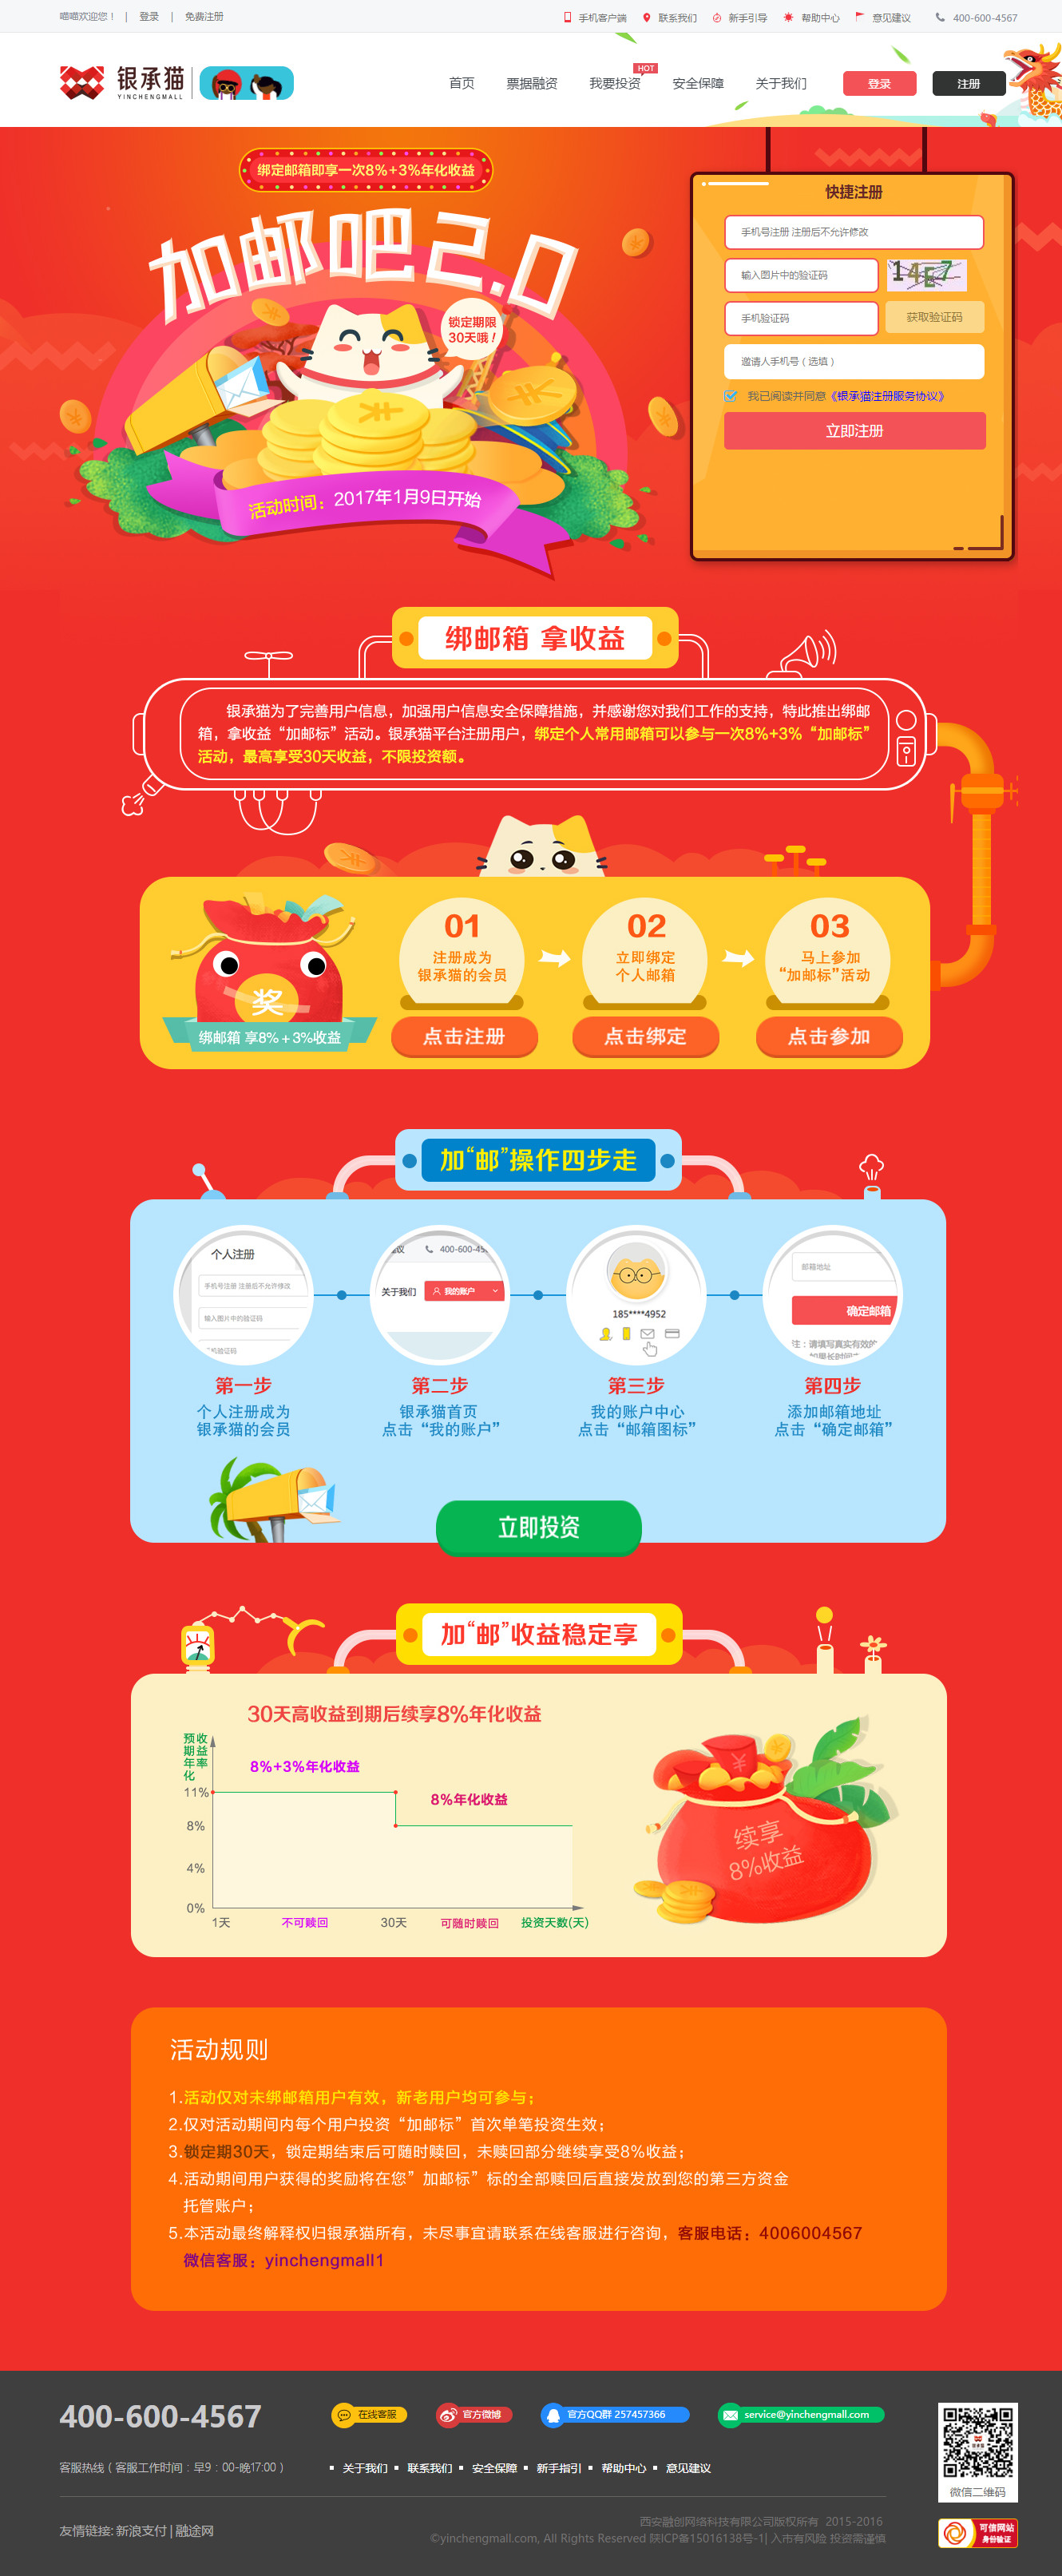 喵喵欢迎您！ | 登录 | 免费注册
手机客户端 联系我们 新手引导 帮助中心 意见建议 400-600-4567
银承猫
YINCHENGMALL
首页 票据融资 我要投资 HOT 安全保障 关于我们 登录 注册
绑定邮箱即享一次8%+3%年化收益
加邮吧2.0
锁定期限
30天哦！
活动时间：2017年1月9日开始
快捷注册
手机号注册 注册后不允许修改
输入图片中的验证码 14E7
手机验证码 获取验证码
邀请人手机号（选填）
我已阅读并同意《银承猫注册服务协议》
立即注册
绑邮箱 拿收益
银承猫为了完善用户信息，加强用户信息安全保障措施，并感谢您对我们工作的支持，特此推出绑邮
箱，拿收益“加邮标”活动。银承猫平台注册用户，绑定个人常用邮箱可以参与一次8%+3%“加邮标”
活动，最高享受30天收益，不限投资额。
奖
绑邮箱 享8%+3%收益
01
注册成为
银承猫的会员
点击注册
02
立即绑定
个人邮箱
点击绑定
03
马上参加
“加邮标”活动
点击参加
加“邮”操作四步走
个人注册
手机号注册 注册后不允许修改
输入图片中的验证码
400-600-45
关于我们 我的账户
185****4952
邮箱地址
确定邮箱
注：请填写真实有效的
第一步
个人注册成为
银承猫的会员
第二步
银承猫首页
点击“我的账户”
第三步
我的账户中心
点击“邮箱图标”
第四步
添加邮箱地址
点击“确定邮箱”
立即投资
加“邮”收益稳定享
30天高收益到期后续享8%年化收益
预期年化收益率
8%+3%年化收益
11%
8%年化收益
8%
4%
0%
1天 不可赎回 30天 可随时赎回 投资天数(天)
续享
8%收益
活动规则
1.活动仅对未绑邮箱用户有效，新老用户均可参与；
2.仅对活动期间内每个用户投资“加邮标”首次单笔投资生效；
3.锁定期30天，锁定期结束后可随时赎回，未赎回部分继续享受8%收益；
4.活动期间用户获得的奖励将在您”加邮标”标的全部赎回后直接发放到您的第三方资金
托管账户；
5.本活动最终解释权归银承猫所有，未尽事宜请联系在线客服进行咨询，客服电话：4006004567
微信客服：yinchengmall1
400-600-4567
在线客服 官方微博 官方QQ群 257457366 service@yinchengmall.com
客服热线（客服工作时间：早9：00-晚17:00）
关于我们 联系我们 安全保障 新手指引 帮助中心 意见建议
微信二维码
友情链接: 新浪支付 | 融途网
西安融创网络科技有限公司版权所有 2015-2016
©yinchengmall.com, All Rights Reserved 陕ICP备15016138号-1| 入市有风险 投资需谨慎
可信网站
身份验证